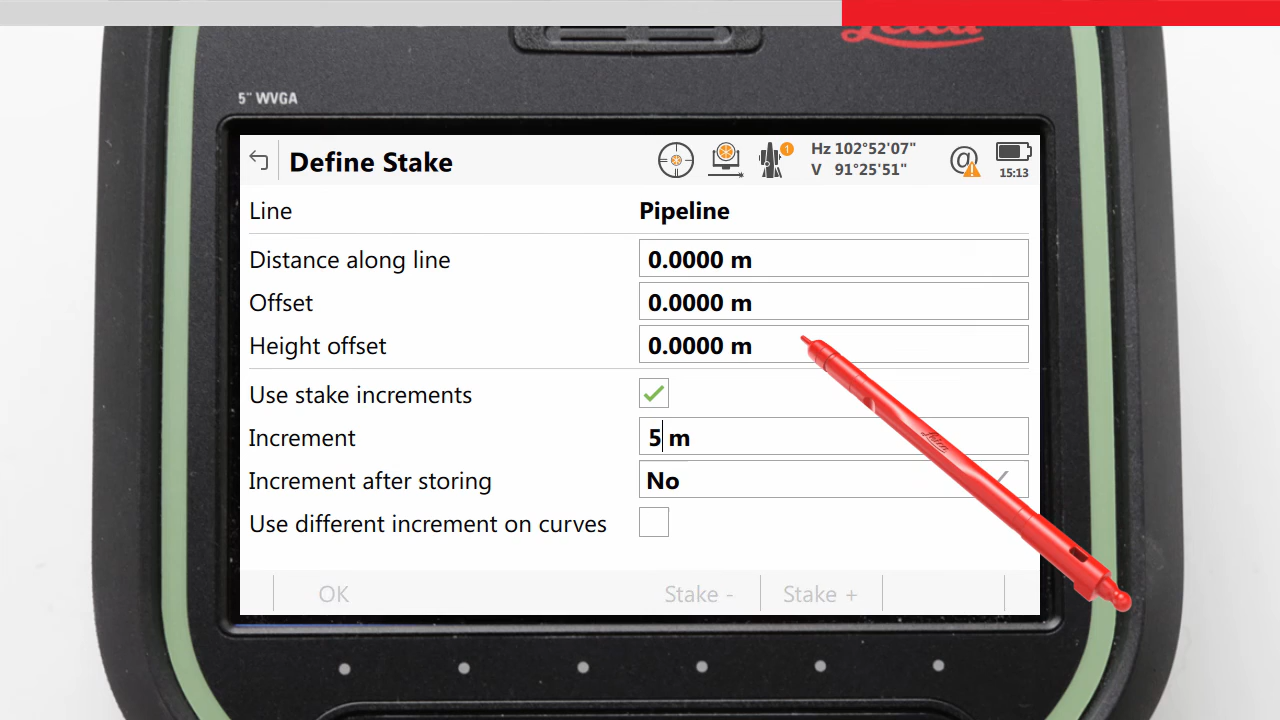 Leica
5" WVGA
Define Stake
1
Hz 102°52'07"
V 91°25'51"
@
15:13
Line Pipeline
Distance along line 0.0000 m
Offset 0.0000 m
Height offset 0.0000 m
Use stake increments
Increment 5 m
Increment after storing No
Use different increment on curves
OK Stake - Stake +